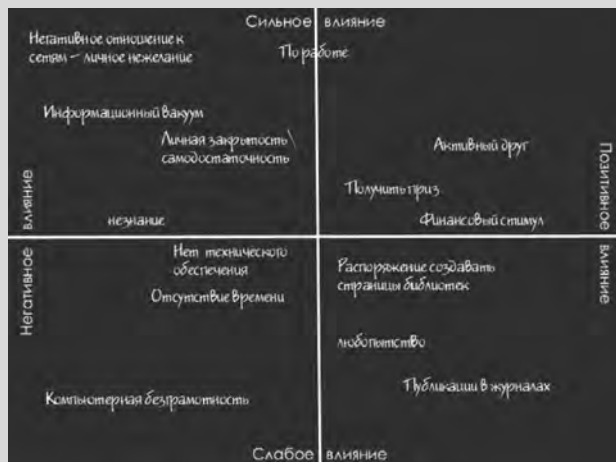 Сильное влияние
Негативное отношение к
сетям – личное нежелание
По работе
Информационный вакуум
Личная закрытость\
самодостаточность
Активный друг
Получить приз
незнание
Финансовый стимул
Негативное влияние
Позитивное влияние
Нет технического
обеспечения
Отсутствие времени
Распоряжение создавать
страницы библиотек
любопытство
Публикации в журналах
Компьютерная безграмотность
Слабое влияние